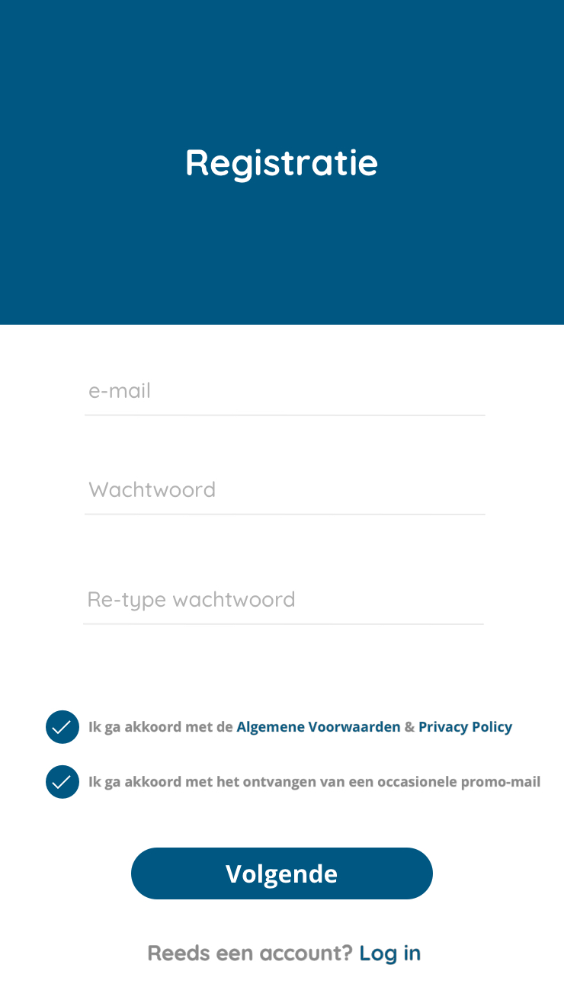 Registratie
e-mail
Wachtwoord
Re-type wachtwoord
Ik ga akkoord met de Algemene Voorwaarden & Privacy Policy
Ik ga akkoord met het ontvangen van een occasionele promo-mail
Volgende
Reeds een account? Log in